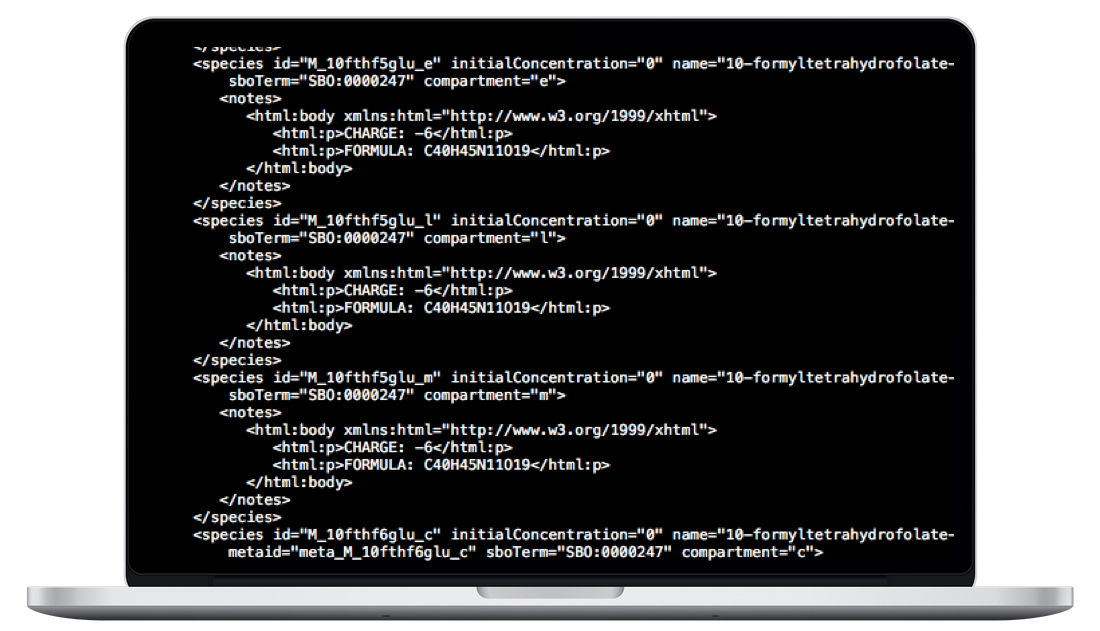 </species>
<species id="M_10fthf5glu_e" initialConcentration="0" name="10-formyltetrahydrofolate-
sboTerm="SBO:0000247" compartment="e">
<notes>
<html:body xmlns:html="http://www.w3.org/1999/xhtml">
<html:p>CHARGE: -6</html:p>
<html:p>FORMULA: C40H45N11O19</html:p>
</html:body>
</notes>
</species>
<species id="M_10fthf5glu_l" initialConcentration="0" name="10-formyltetrahydrofolate-
sboTerm="SBO:0000247" compartment="l">
<notes>
<html:body xmlns:html="http://www.w3.org/1999/xhtml">
<html:p>CHARGE: -6</html:p>
<html:p>FORMULA: C40H45N11O19</html:p>
</html:body>
</notes>
</species>
<species id="M_10fthf5glu_m" initialConcentration="0" name="10-formyltetrahydrofolate-
sboTerm="SBO:0000247" compartment="m">
<notes>
<html:body xmlns:html="http://www.w3.org/1999/xhtml">
<html:p>CHARGE: -6</html:p>
<html:p>FORMULA: C40H45N11O19</html:p>
</html:body>
</notes>
</species>
<species id="M_10fthf6glu_c" initialConcentration="0" name="10-formyltetrahydrofolate-
metaid="meta_M_10fthf6glu_c" sboTerm="SBO:0000247" compartment="c">